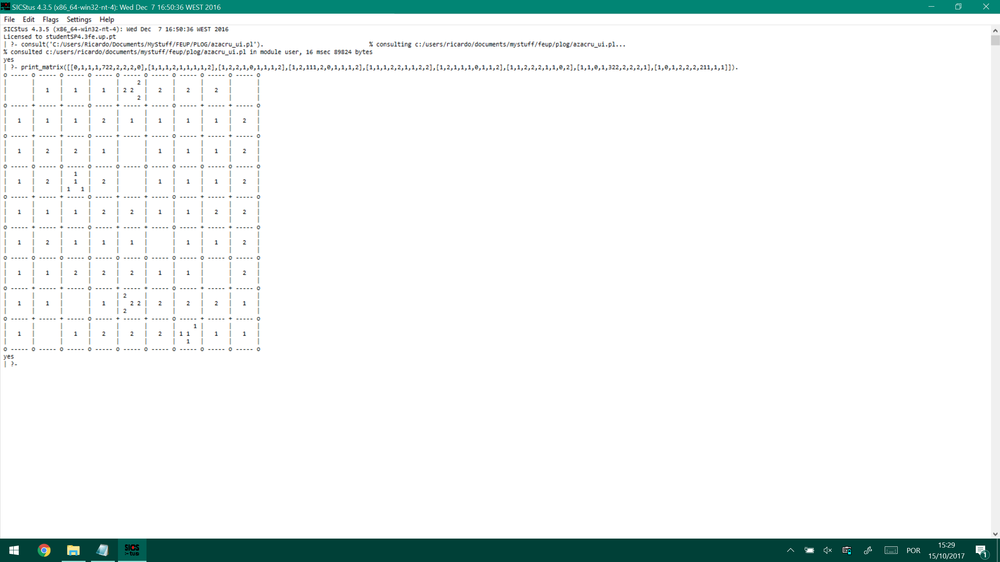 SICStus 4.3.5 (x86_64-win32-nt-4): Wed Dec  7 16:50:36 WEST 2016
File Edit Flags Settings Help
SICStus 4.3.5 (x86_64-win32-nt-4): Wed Dec  7 16:50:36 WEST 2016
Licensed to studentSP4.3fe.up.pt
| ?- consult('C:/Users/Ricardo/Documents/MyStuff/FEUP/PLOG/azacru_ui.pl').                              % consulting c:/users/ricardo/documents/mystuff/feup/plog/azacru_ui.pl...
% consulted c:/users/ricardo/documents/mystuff/feup/plog/azacru_ui.pl in module user, 16 msec 89824 bytes
yes
| ?- print_matrix([[0,1,1,1,722,2,2,2,0],[1,1,1,2,1,1,1,1,2],[1,2,2,1,0,1,1,1,2],[1,2,111,2,0,1,1,1,2],[1,1,1,2,2,1,1,2,2],[1,2,1,1,1,0,1,1,2],[1,1,2,2,2,1,1,0,2],[1,1,0,1,322,2,2,2,1],[1,0,1,2,2,2,211,1,1]]).
o ----- o ----- o ----- o ----- o ----- o ----- o ----- o ----- o ----- o
|       |       |       |       |     2 |       |       |       |       |
|       |   1   |   1   |   1   | 2 2   |   2   |   2   |   2   |       |
|       |       |       |       |     2 |       |       |       |       |
o ----- + ----- + ----- o ----- + ----- + ----- o ----- + ----- + ----- o
|       |       |       |       |       |       |       |       |       |
|   1   |   1   |   1   |   2   |   1   |   1   |   1   |   1   |   2   |
|       |       |       |       |       |       |       |       |       |
o ----- + ----- + ----- o ----- + ----- + ----- o ----- + ----- + ----- o
|       |       |       |       |       |       |       |       |       |
|   1   |   2   |   2   |   1   |       |   1   |   1   |   1   |   2   |
|       |       |       |       |       |       |       |       |       |
o ----- o ----- o ----- o ----- o ----- o ----- o ----- o ----- o ----- o
|       |       |   1   |       |       |       |       |       |       |
|   1   |   2   |   1   |   2   |       |   1   |   1   |   1   |   2   |
|       |       | 1   1 |       |       |       |       |       |       |
o ----- + ----- + ----- o ----- + ----- + ----- o ----- + ----- + ----- o
|       |       |       |       |       |       |       |       |       |
|   1   |   1   |   1   |   2   |   2   |   1   |   1   |   2   |   2   |
|       |       |       |       |       |       |       |       |       |
o ----- + ----- + ----- o ----- + ----- + ----- o ----- + ----- + ----- o
|       |       |       |       |       |       |       |       |       |
|   1   |   2   |   1   |   1   |   1   |       |   1   |   1   |   2   |
|       |       |       |       |       |       |       |       |       |
o ----- o ----- o ----- o ----- o ----- o ----- o ----- o ----- o ----- o
|       |       |       |       |       |       |       |       |       |
|   1   |   1   |   2   |   2   |   2   |   1   |   1   |       |   2   |
|       |       |       |       |       |       |       |       |       |
o ----- + ----- + ----- o ----- + ----- + ----- o ----- + ----- + ----- o
|       |       |       |       | 2     |       |       |       |       |
|   1   |   1   |       |   1   |   2 2 |   2   |   2   |   2   |   1   |
|       |       |       |       | 2     |       |       |       |       |
o ----- + ----- + ----- o ----- + ----- + ----- o ----- + ----- + ----- o
|       |       |       |       |       |       |     1 |       |       |
|   1   |       |   1   |   2   |   2   |   2   | 1 1   |   1   |   1   |
|       |       |       |       |       |       |   1   |       |       |
o ----- o ----- o ----- o ----- o ----- o ----- o ----- o ----- o ----- o
yes
| ?-
SICS
:-tus
POR
15:29
15/10/2017
1